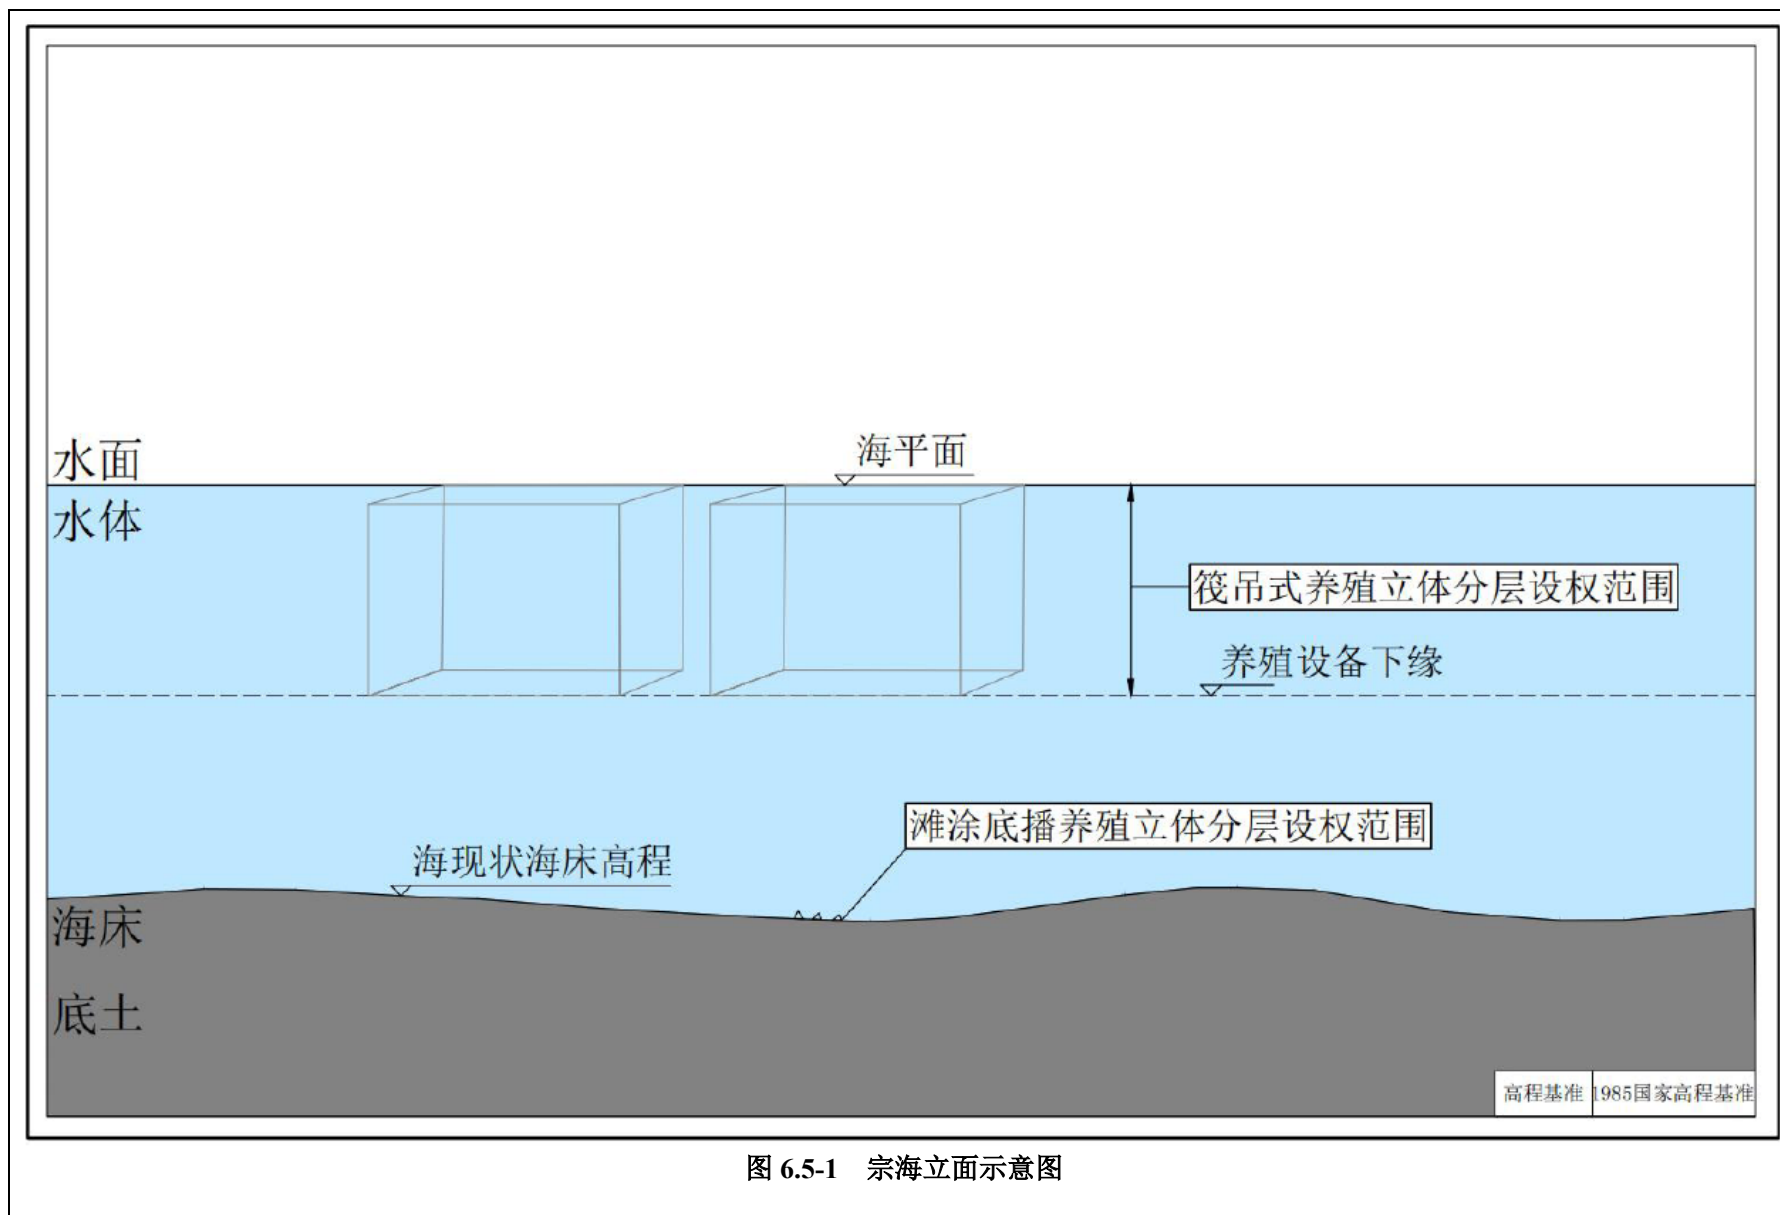 海平面
水面
水体
筏吊式养殖立体分层设权范围
养殖设备下缘
滩涂底播养殖立体分层设权范围
海现状海床高程
海床
底土
高程基准 1985国家高程基准
图 6.5-1 宗海立面示意图